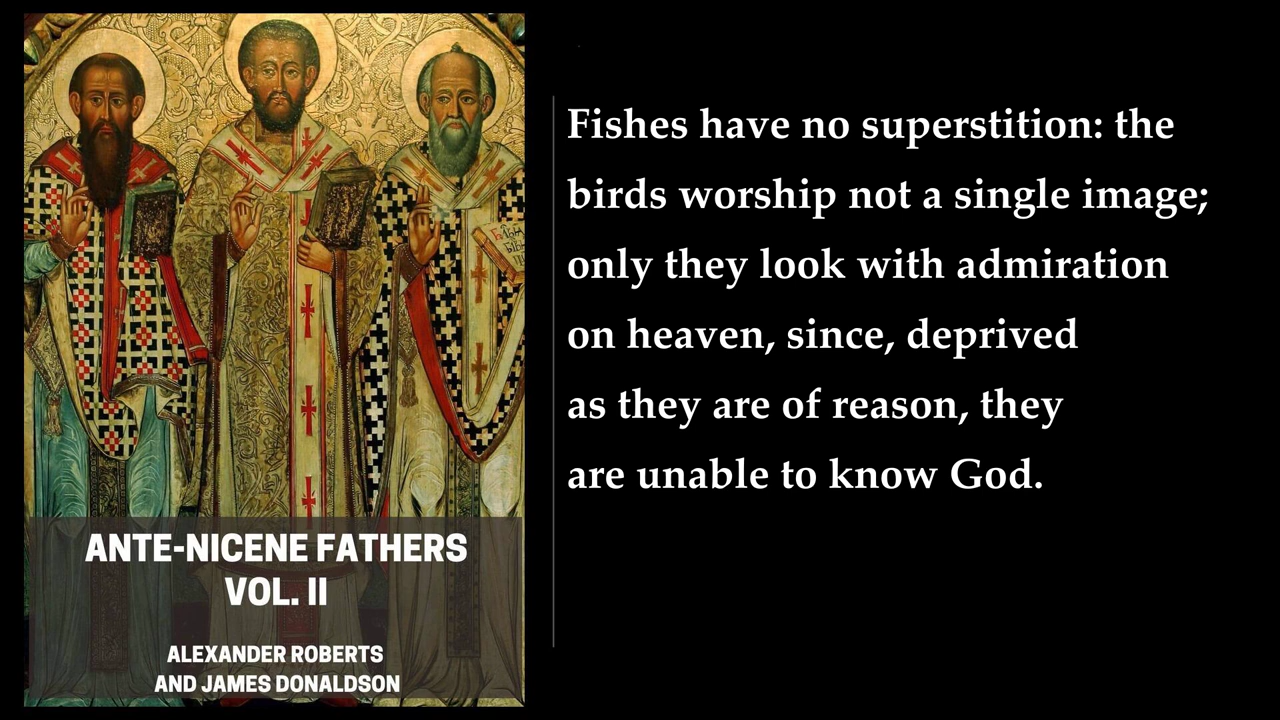 Fishes have no superstition: the
birds worship not a single image;
only they look with admiration
on heaven, since, deprived
as they are of reason, they
are unable to know God.
ANTE-NICENE FATHERS
VOL. II
ALEXANDER ROBERTS
AND JAMES DONALDSON